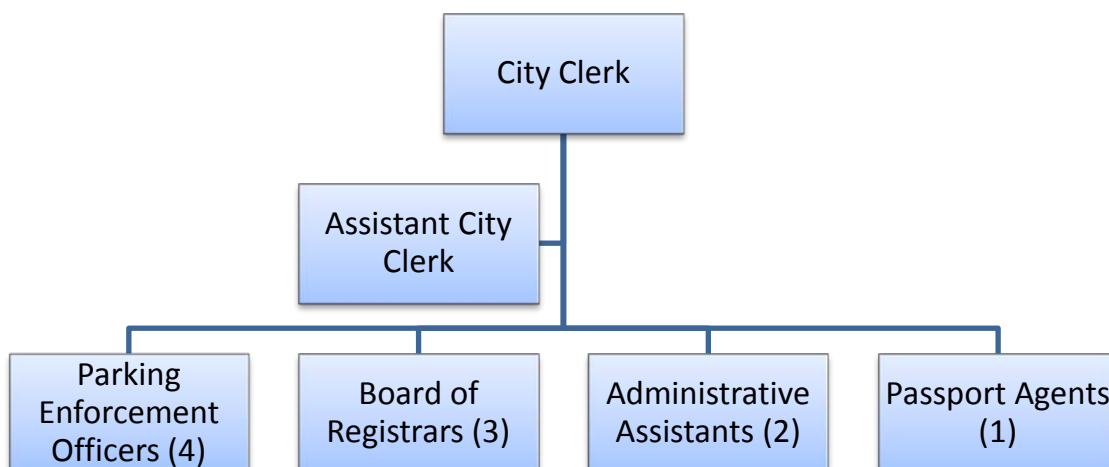 City Clerk
Assistant City
Clerk
Parking
Enforcement
Officers (4)
Board of
Registrars (3)
Administrative
Assistants (2)
Passport Agents
(1)